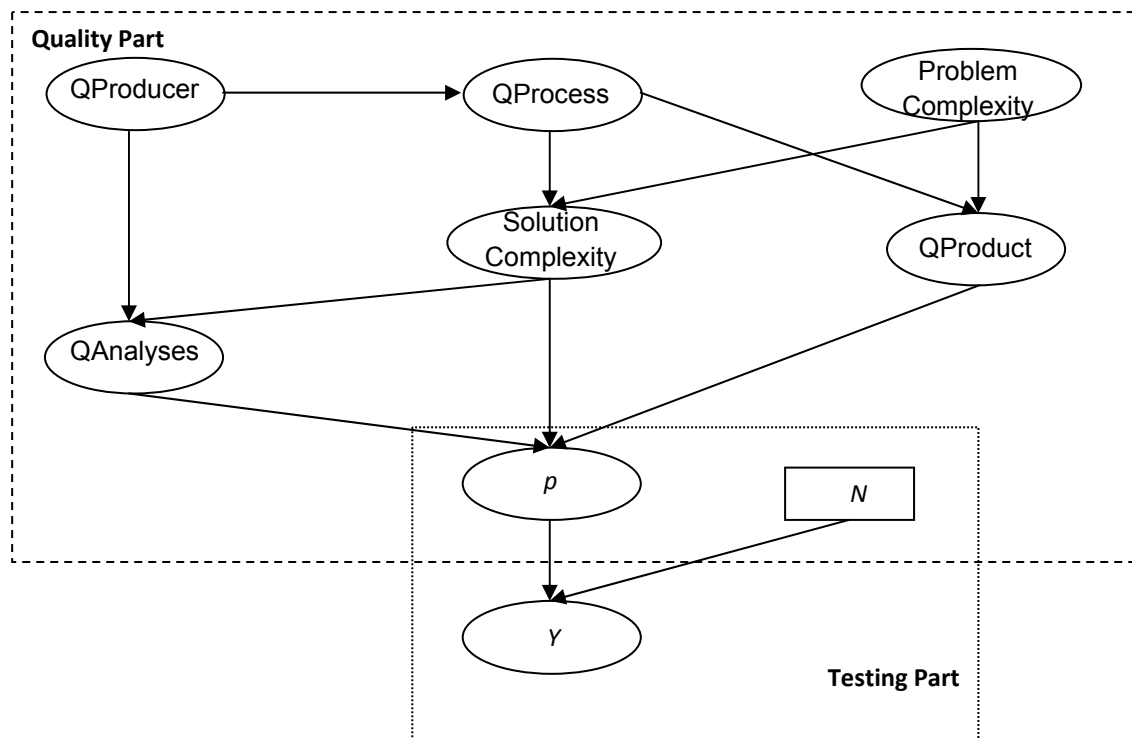 Quality Part
QProducer
QProcess
Problem
Complexity
Solution
Complexity
QProduct
QAnalyses
p
N
Y
Testing Part